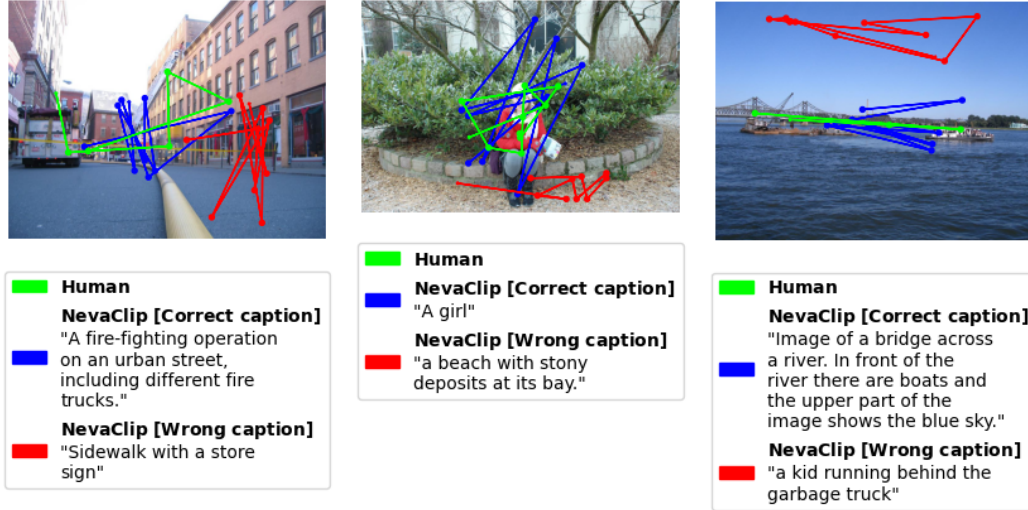 Human
NevaClip [Correct caption]
"A fire-fighting operation
on an urban street,
including different fire
trucks."
NevaClip [Wrong caption]
"Sidewalk with a store
sign"
Human
NevaClip [Correct caption]
"A girl"
NevaClip [Wrong caption]
"a beach with stony
deposits at its bay."
Human
NevaClip [Correct caption]
"Image of a bridge across
a river. In front of the
river there are boats and
the upper part of the
image shows the blue sky."
NevaClip [Wrong caption]
"a kid running behind the
garbage truck"